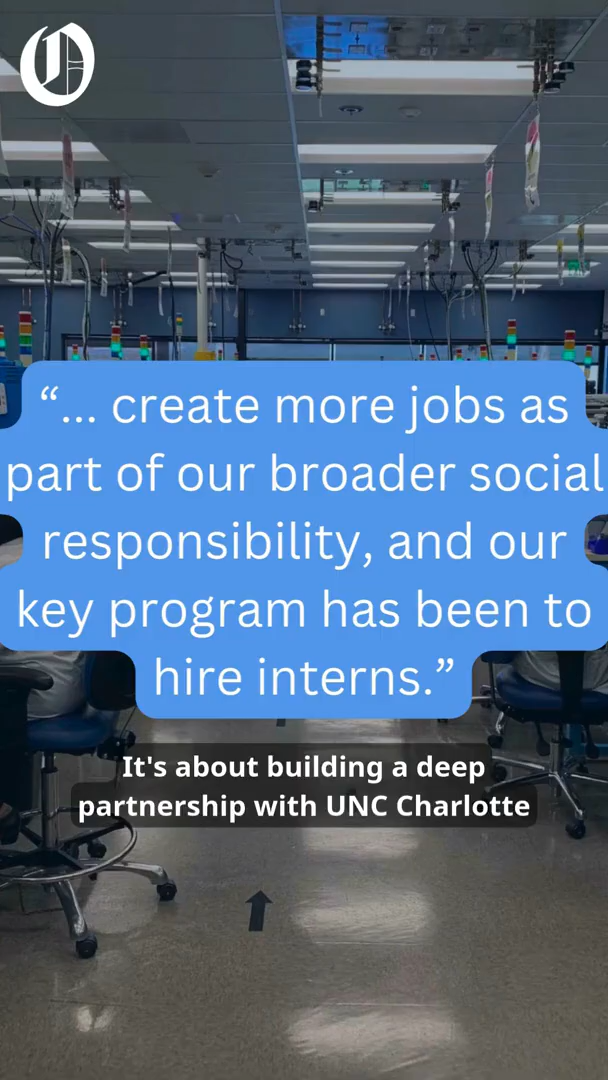 O
“... create more jobs as
part of our broader social
responsibility, and our
key program has been to
hire interns.”
It's about building a deep
partnership with UNC Charlotte